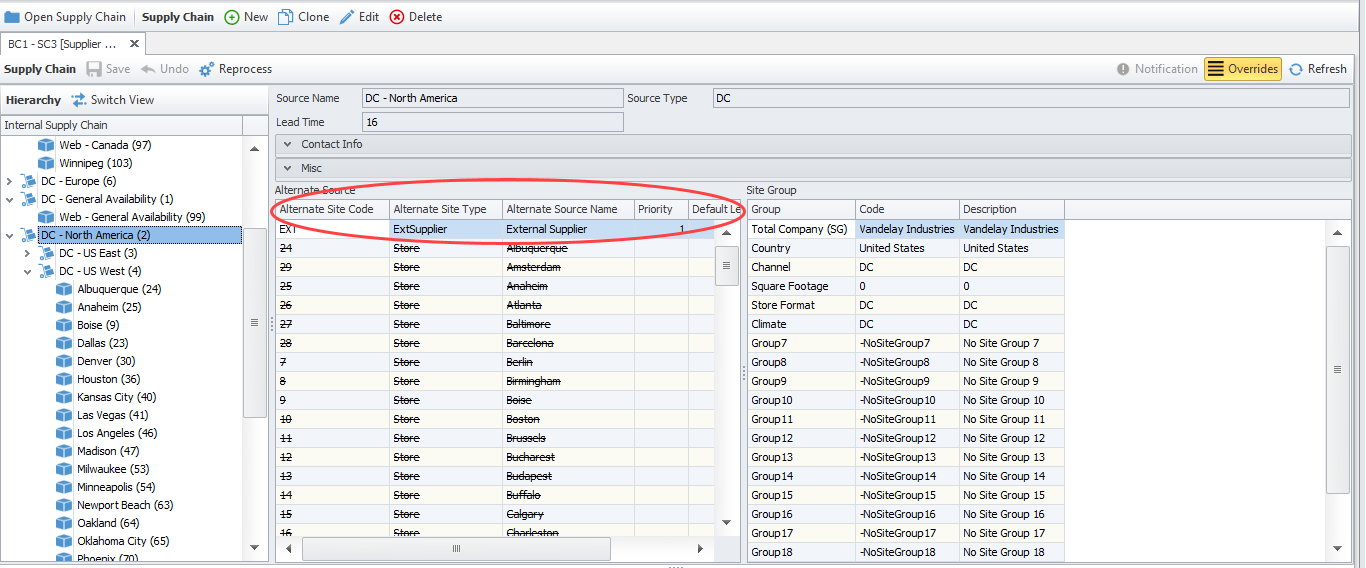 Open Supply Chain Supply Chain New Clone Edit Delete
BC1 - SC3 [Supplier ...
Supply Chain Save Undo Reprocess Notification Overrides Refresh
Hierarchy Switch View
Internal Supply Chain
Web - Canada (97)
Winnipeg (103)
DC - Europe (6)
DC - General Availability (1)
Web - General Availability (99)
DC - North America (2)
DC - US East (3)
DC - US West (4)
Albuquerque (24)
Anaheim (25)
Boise (9)
Dallas (23)
Denver (30)
Houston (36)
Kansas City (40)
Las Vegas (41)
Los Angeles (46)
Madison (47)
Milwaukee (53)
Minneapolis (54)
Newport Beach (63)
Oakland (64)
Oklahoma City (65)
Phoenix (70)
Source Name DC - North America Source Type DC
Lead Time 16
Contact Info
Misc
Alternate Source
Alternate Site Code Alternate Site Type Alternate Source Name Priority Default Le
EXT ExtSupplier External Supplier 1
24 Store Albuquerque
29 Store Amsterdam
25 Store Anaheim
26 Store Atlanta
27 Store Baltimore
28 Store Barcelona
7 Store Berlin
8 Store Birmingham
9 Store Boise
10 Store Boston
11 Store Brussels
12 Store Bucharest
13 Store Budapest
14 Store Buffalo
15 Store Calgary
16 Store Charleston
Site Group
Group Code Description
Total Company (SG) Vandelay Industries Vandelay Industries
Country United States United States
Channel DC DC
Square Footage 0 0
Store Format DC DC
Climate DC DC
Group7 -NoSiteGroup7 No Site Group 7
Group8 -NoSiteGroup8 No Site Group 8
Group9 -NoSiteGroup9 No Site Group 9
Group10 -NoSiteGroup10 No Site Group 10
Group11 -NoSiteGroup11 No Site Group 11
Group12 -NoSiteGroup12 No Site Group 12
Group13 -NoSiteGroup13 No Site Group 13
Group14 -NoSiteGroup14 No Site Group 14
Group15 -NoSiteGroup15 No Site Group 15
Group16 -NoSiteGroup16 No Site Group 16
Group17 -NoSiteGroup17 No Site Group 17
Group18 -NoSiteGroup18 No Site Group 18